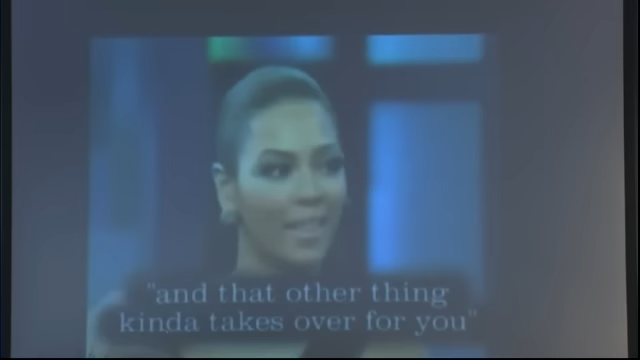 "and that other thing
kinda takes over for you"